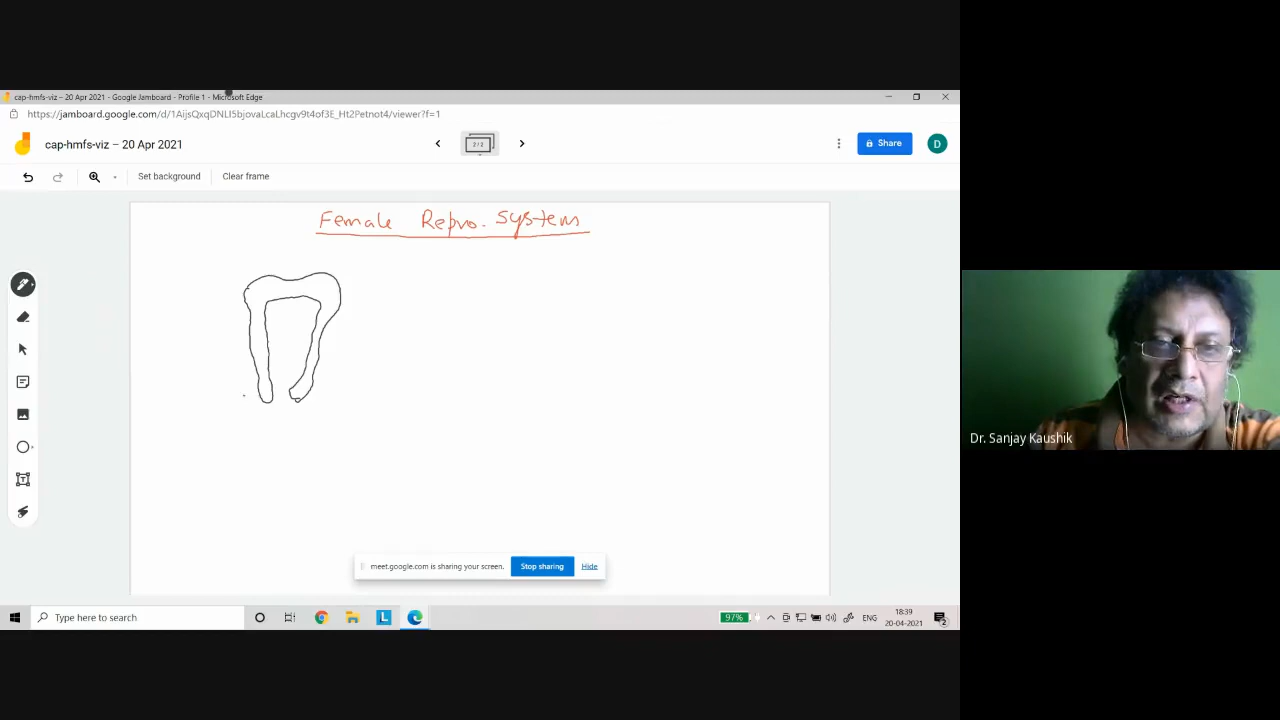 cap-hmfs-viz – 20 Apr 2021 - Google Jamboard - Profile 1 - Microsoft Edge
https://jamboard.google.com/d/1AijsQxqDNLI5bjovaLcaLhcgv9t4of3E_Ht2Petnot4/viewer?f=1
cap-hmfs-viz – 20 Apr 2021
2 / 2
Share
D
Set background
Clear frame
Female Repro. System
Dr. Sanjay Kaushik
meet.google.com is sharing your screen.
Stop sharing
Hide
Type here to search
97%
ENG
18:39
20-04-2021
2